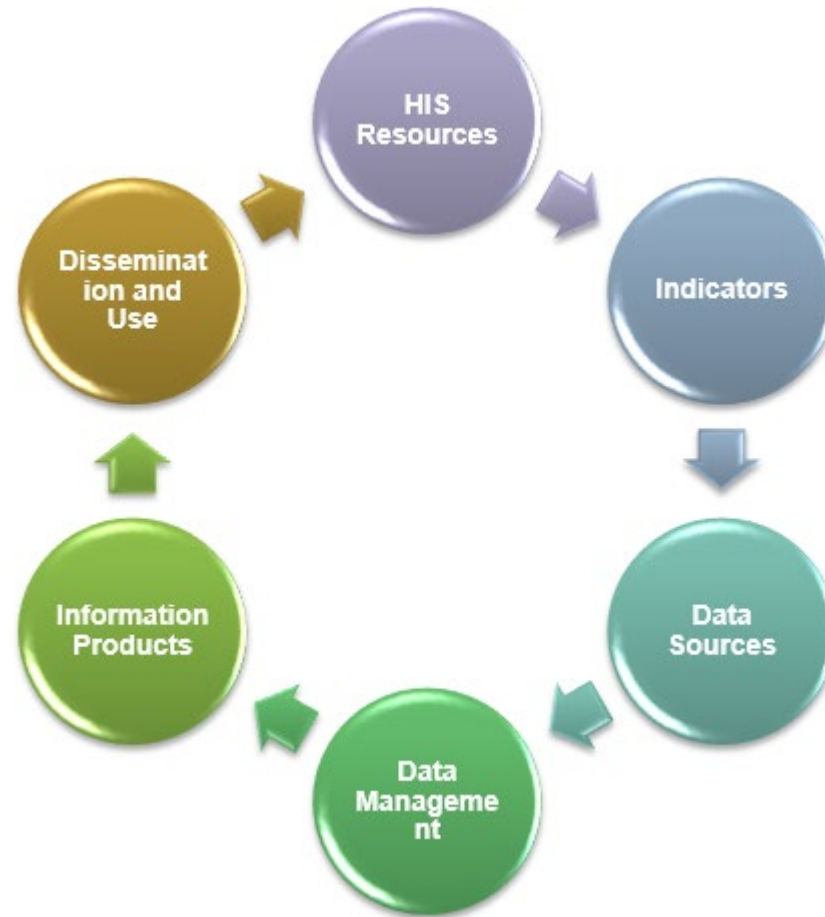 HIS
Resources
Indicators
Data
Sources
Data
Manageme
nt
Information
Products
Disseminat
ion and
Use